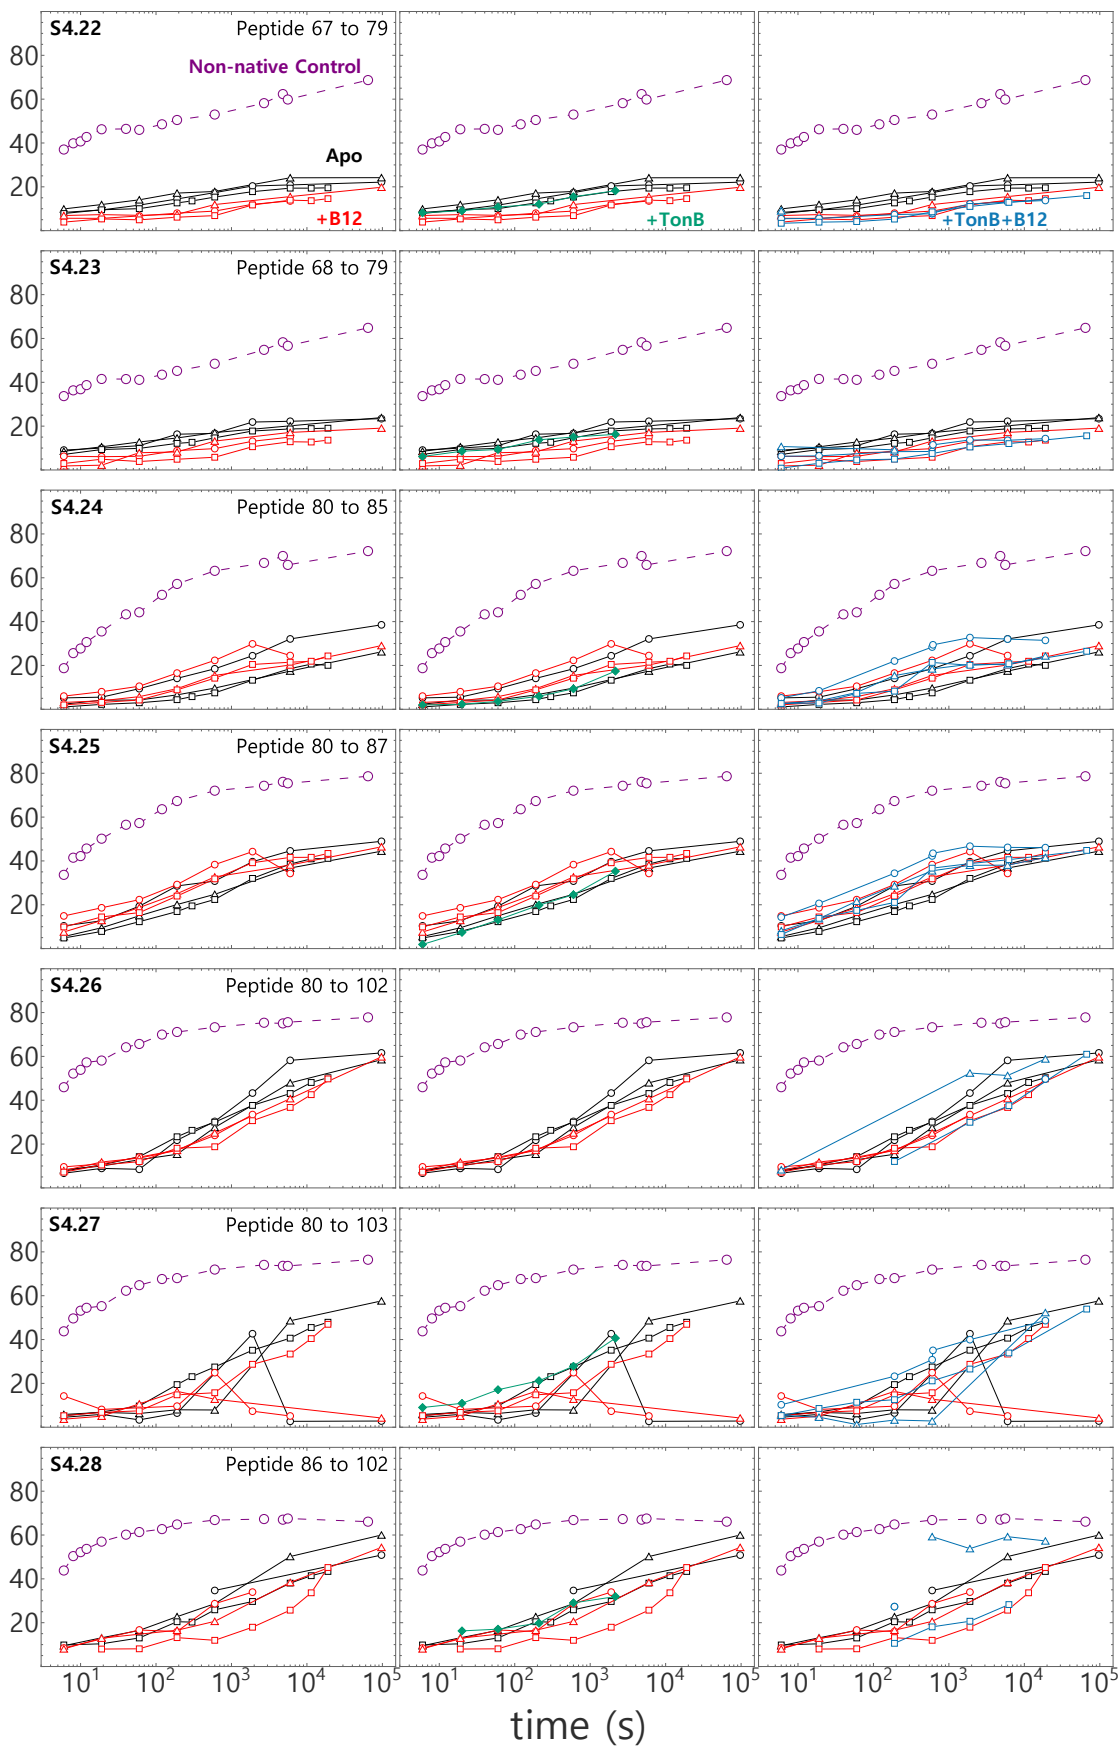 S4.22 Peptide 67 to 79
Non-native Control
Apo
+B12
+TonB
+TonB+B12
80
60
40
20
S4.23 Peptide 68 to 79
80
60
40
20
S4.24 Peptide 80 to 85
80
60
40
20
S4.25 Peptide 80 to 87
80
60
40
20
S4.26 Peptide 80 to 102
80
60
40
20
S4.27 Peptide 80 to 103
80
60
40
20
S4.28 Peptide 86 to 102
80
60
40
20
10¹ 10² 10³ 10⁴ 10⁵ 10¹ 10² 10³ 10⁴ 10⁵ 10¹ 10² 10³ 10⁴ 10⁵
time (s)